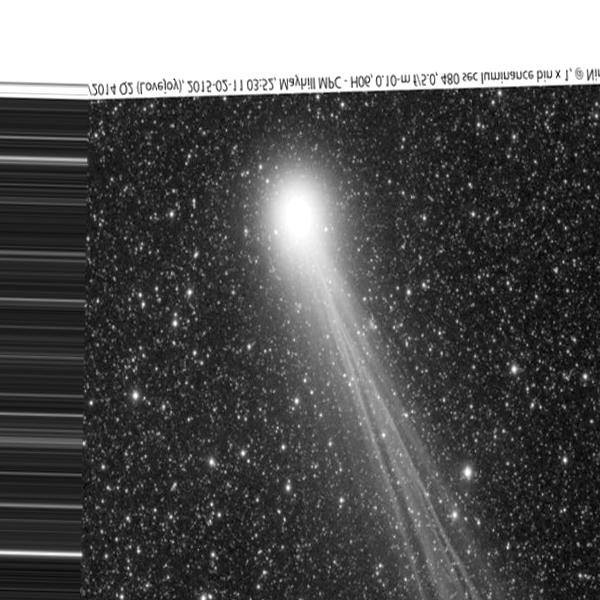 /2014 Q2 (Lovejoy), 2015-02-11 03:52, Mayhill MPC - H06, 0.10-m f/5.0, 480 sec luminance bin x 1, @